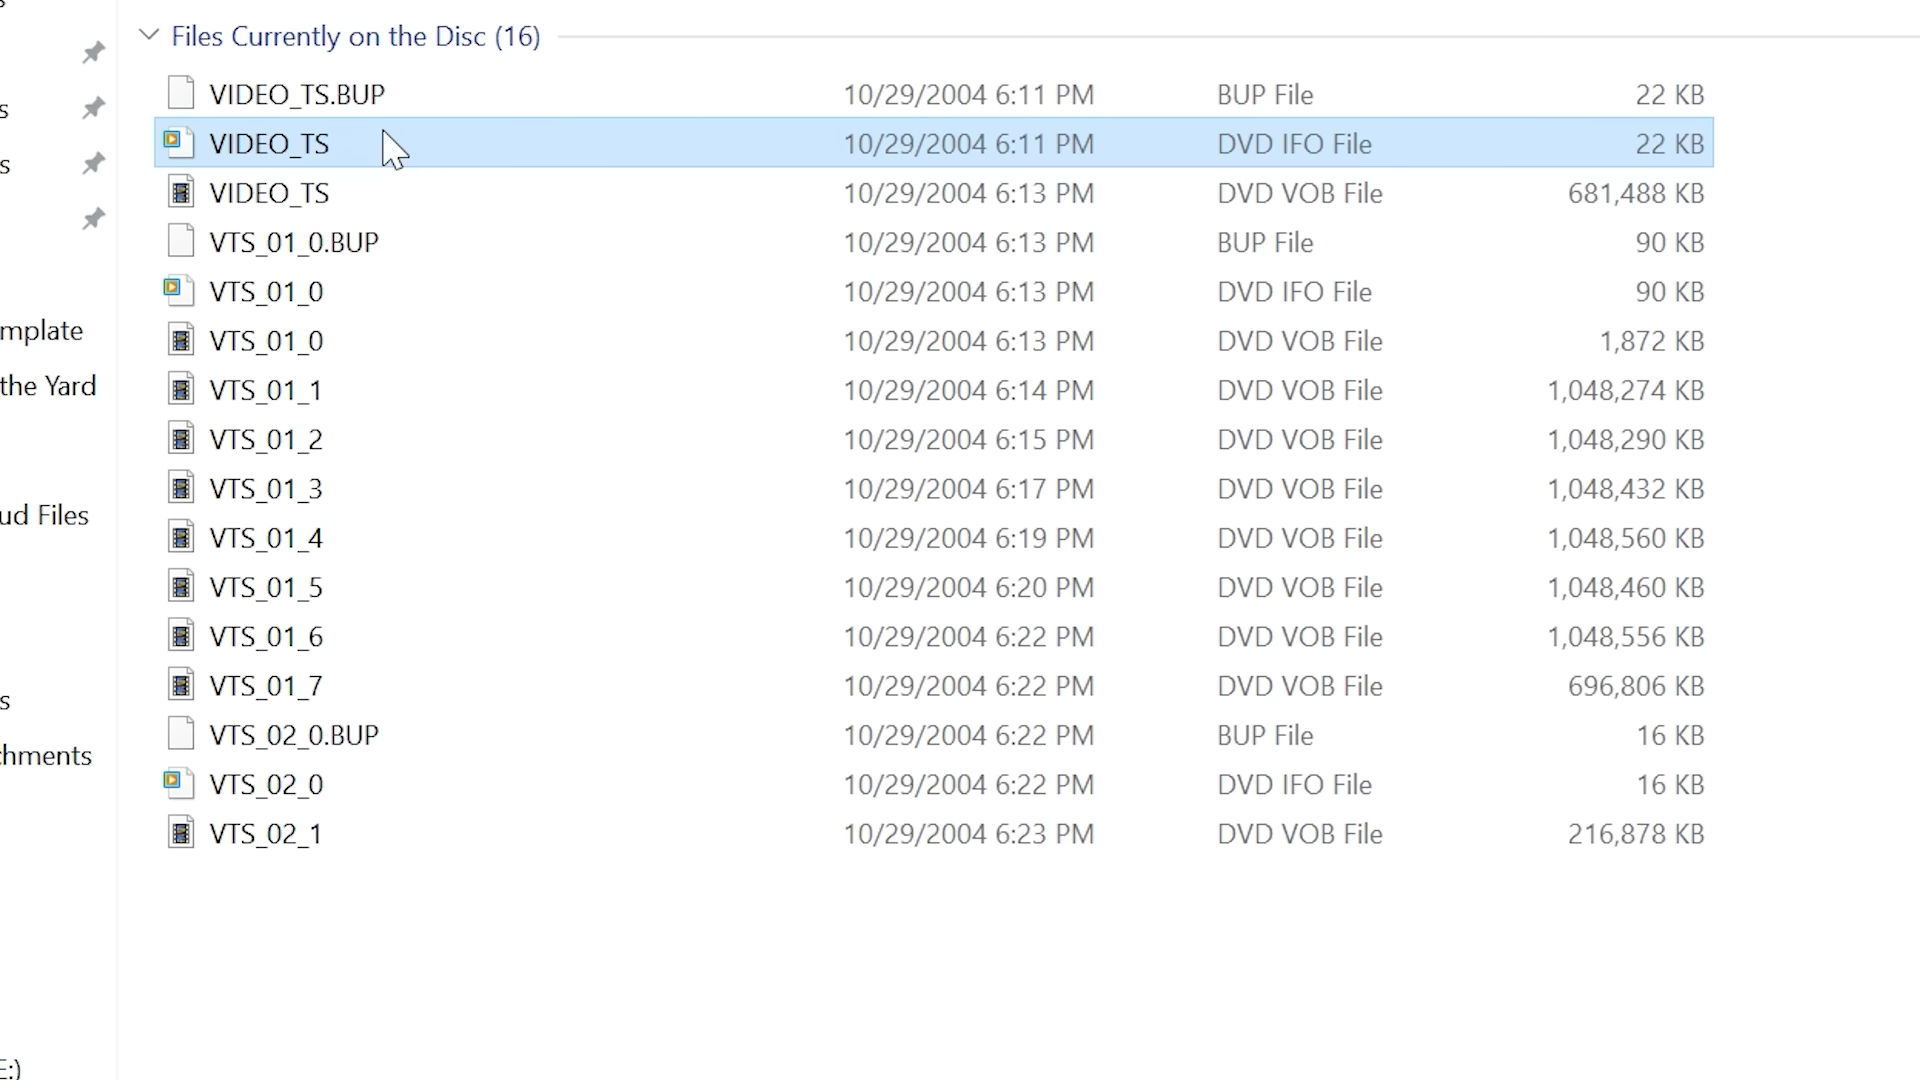 Files Currently on the Disc (16)
VIDEO_TS.BUP 10/29/2004 6:11 PM BUP File 22 KB
VIDEO_TS 10/29/2004 6:11 PM DVD IFO File 22 KB
VIDEO_TS 10/29/2004 6:13 PM DVD VOB File 681,488 KB
VTS_01_0.BUP 10/29/2004 6:13 PM BUP File 90 KB
VTS_01_0 10/29/2004 6:13 PM DVD IFO File 90 KB
VTS_01_0 10/29/2004 6:13 PM DVD VOB File 1,872 KB
VTS_01_1 10/29/2004 6:14 PM DVD VOB File 1,048,274 KB
VTS_01_2 10/29/2004 6:15 PM DVD VOB File 1,048,290 KB
VTS_01_3 10/29/2004 6:17 PM DVD VOB File 1,048,432 KB
VTS_01_4 10/29/2004 6:19 PM DVD VOB File 1,048,560 KB
VTS_01_5 10/29/2004 6:20 PM DVD VOB File 1,048,460 KB
VTS_01_6 10/29/2004 6:22 PM DVD VOB File 1,048,556 KB
VTS_01_7 10/29/2004 6:22 PM DVD VOB File 696,806 KB
VTS_02_0.BUP 10/29/2004 6:22 PM BUP File 16 KB
VTS_02_0 10/29/2004 6:22 PM DVD IFO File 16 KB
VTS_02_1 10/29/2004 6:23 PM DVD VOB File 216,878 KB
s
s
mplate
the Yard
ud Files
s
chments
E:)